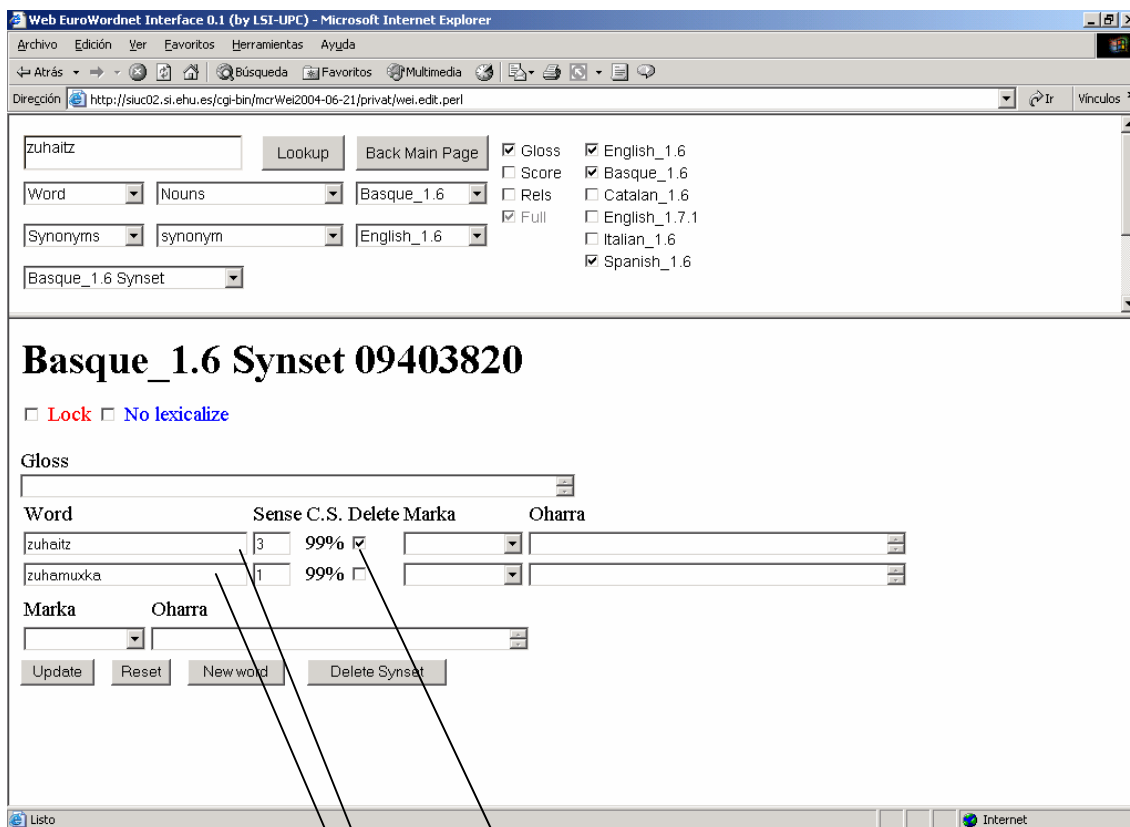 Web EuroWordnet Interface 0.1 (by LSI-UPC) - Microsoft Internet Explorer
Archivo Edición Ver Favoritos Herramientas Ayuda
Atrás Búsqueda Favoritos Multimedia
Dirección http://siuc02.si.ehu.es/cgi-bin/mcrWei2004-06-21/privat/wei.edit.perl Ir Vínculos
zuhaitz Lookup Back Main Page Gloss English_1.6
Score Basque_1.6
Word Nouns Basque_1.6 Rels Catalan_1.6
Full English_1.7.1
Synonyms synonym English_1.6 Italian_1.6
Spanish_1.6
Basque_1.6 Synset
Basque_1.6 Synset 09403820
Lock No lexicalize
Gloss
Word Sense C.S. Delete Marka Oharra
zuhaitz 3 99%
zuhamuxka 1 99%
Marka Oharra
Update Reset New word Delete Synset
Listo Internet